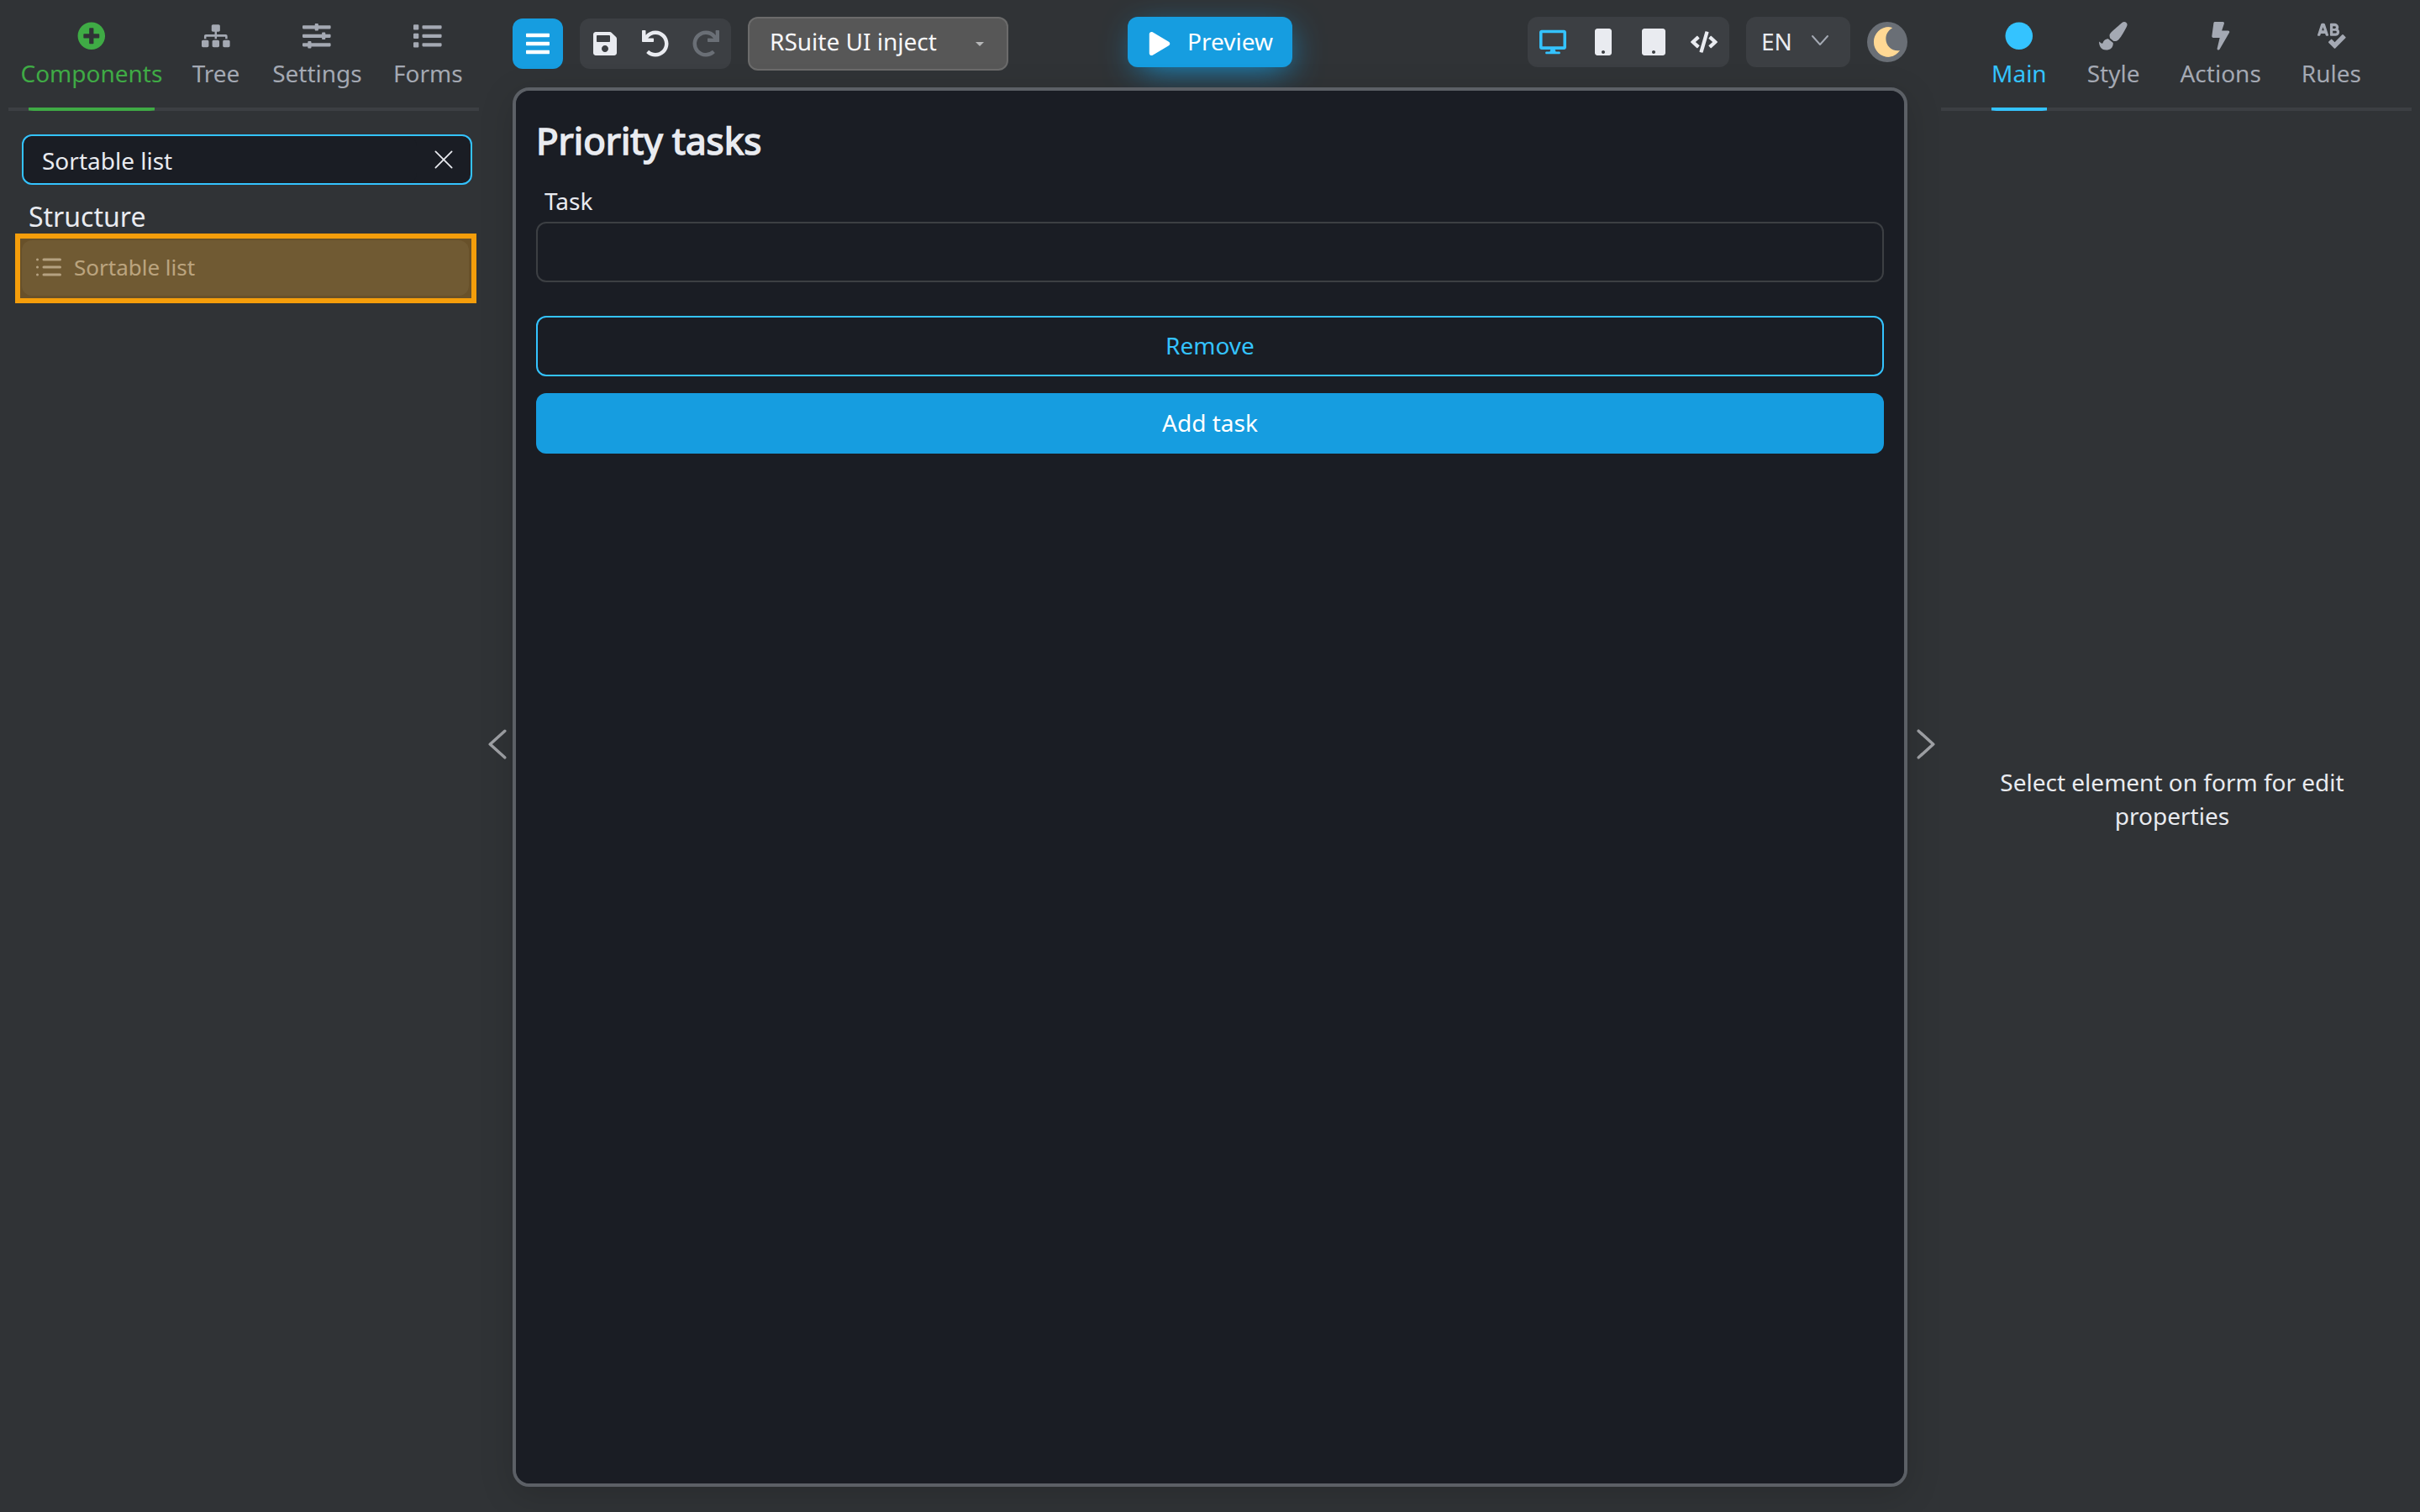 Components Tree Settings Forms
RSuite UI inject
Preview
EN
AB
Main Style Actions Rules
Sortable list
Structure
Sortable list
Priority tasks
Task
Remove
Add task
Select element on form for edit
properties